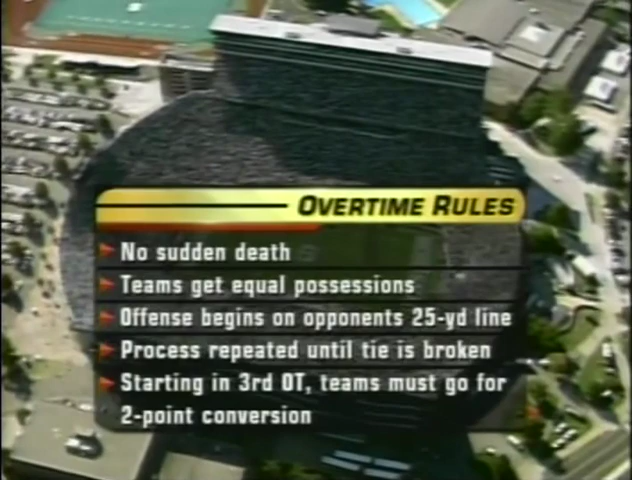 OVERTIME RULES
No sudden death
Teams get equal possessions
Offense begins on opponents 25-yd line
Process repeated until tie is broken
Starting in 3rd OT, teams must go for
2-point conversion